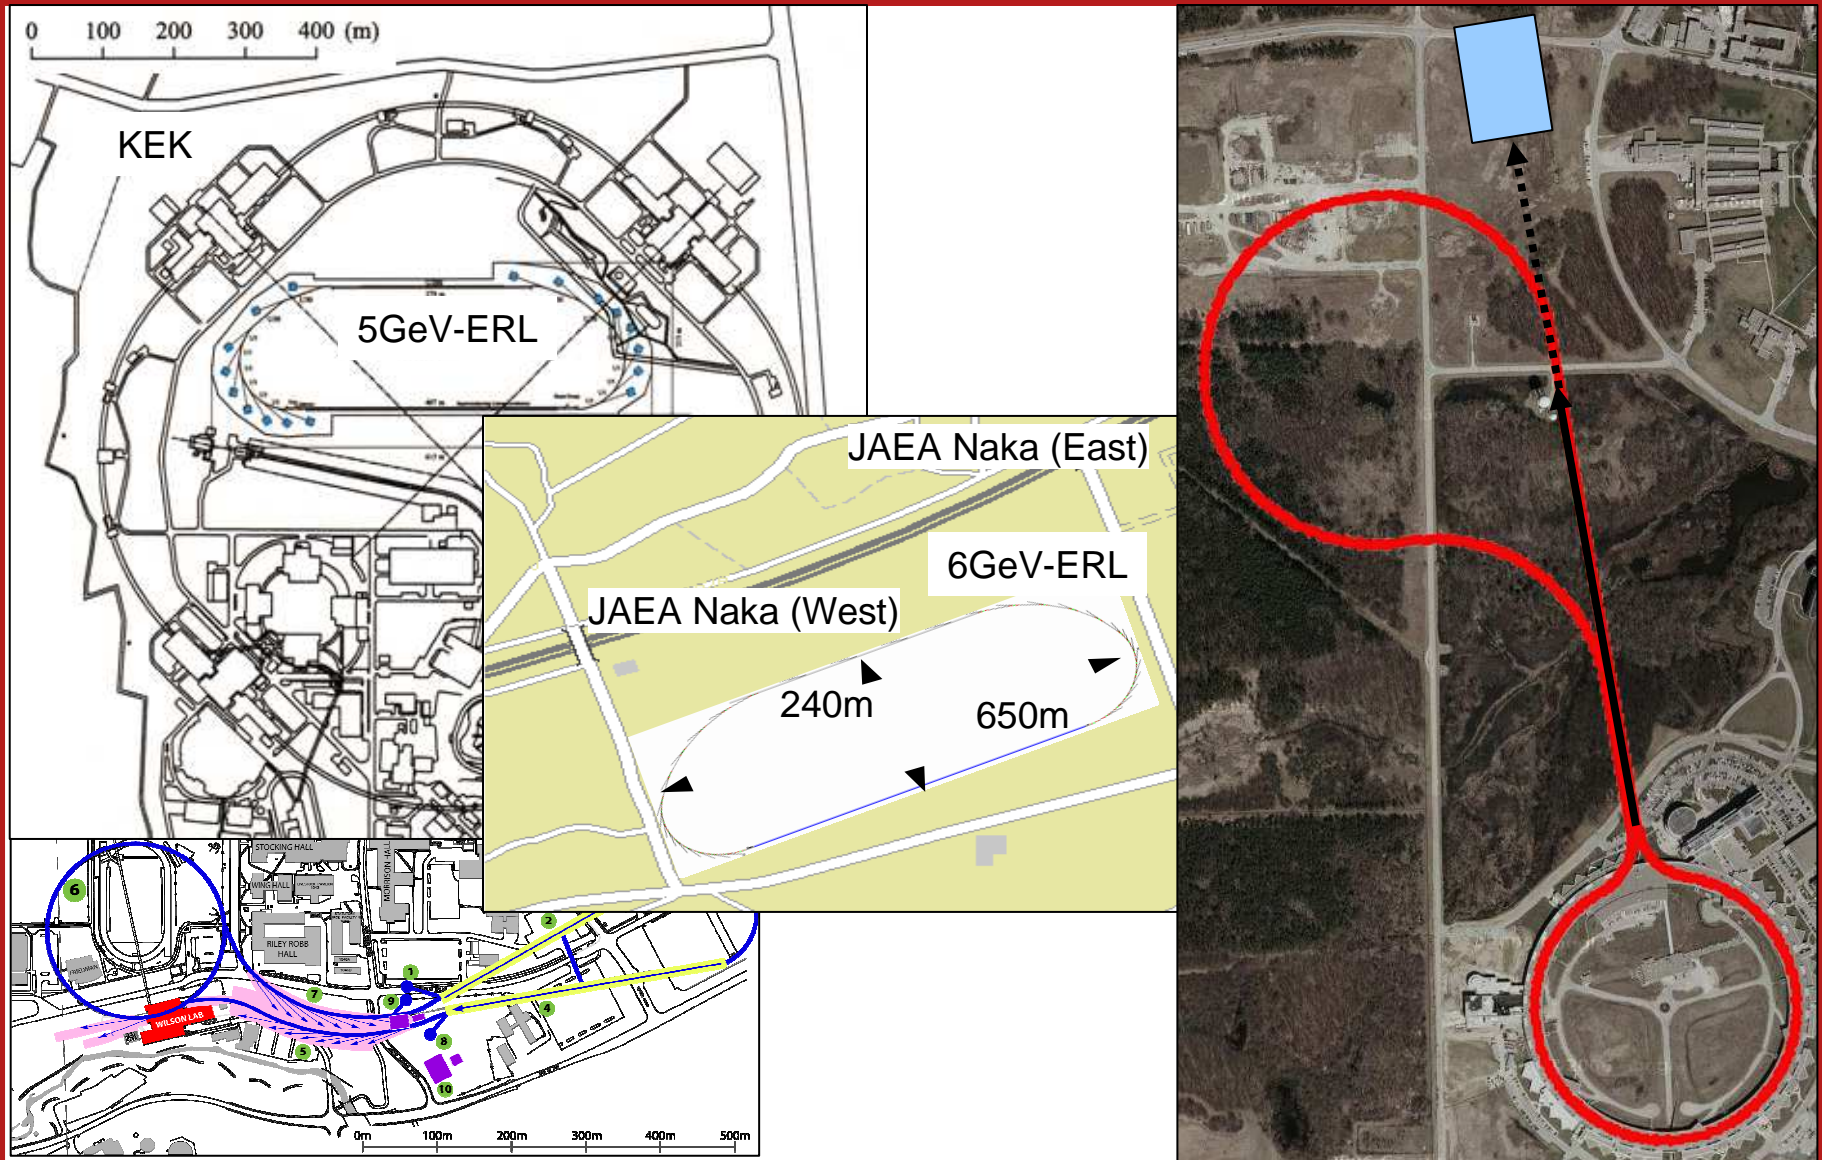 0 100 200 300 400 (m)
KEK
5GeV-ERL
JAEA Naka (East)
6GeV-ERL
JAEA Naka (West)
240m
650m
STOCKING HALL
MORRISON HALL
WING HALL
6
RILEY ROBB
HALL
2
1
7
9
4
WILSON LAB
8
5
10
0m 100m 200m 300m 400m 500m